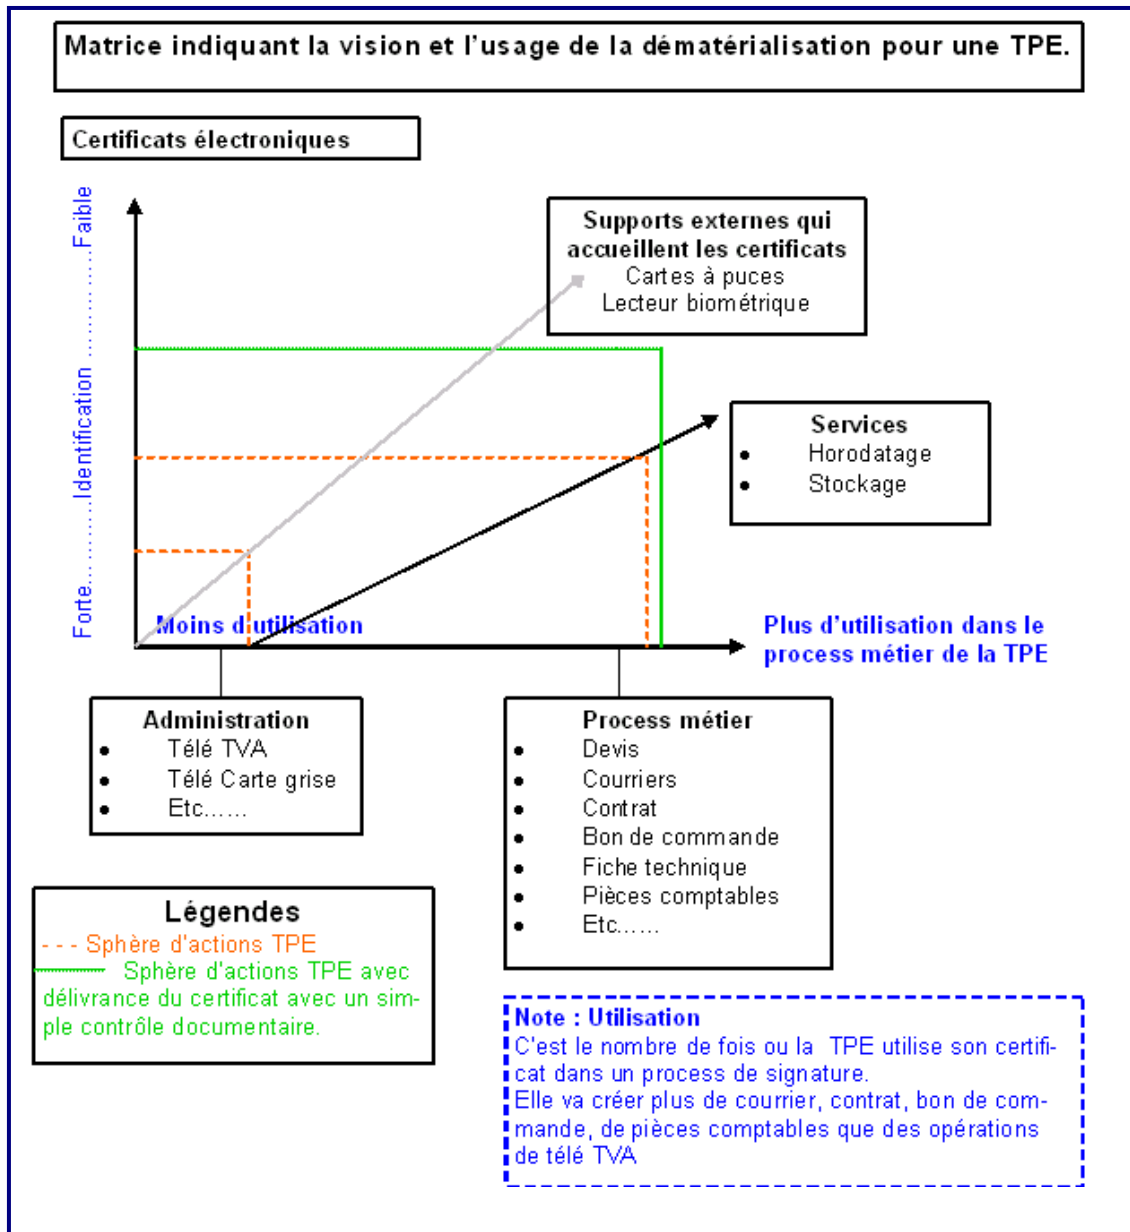 Matrice indiquant la vision et l'usage de la dématérialisation pour une TPE.
Certificats électroniques
Forte.........Identification ............Faible
Supports externes qui
accueillent les certificats
Cartes à puces
Lecteur biométrique
Services
• Horodatage
• Stockage
Moins d'utilisation
Plus d'utilisation dans le
process métier de la TPE
Administration
• Télé TVA
• Télé Carte grise
• Etc......
Process métier
• Devis
• Courriers
• Contrat
• Bon de commande
• Fiche technique
• Pièces comptables
• Etc......
Légendes
- - - Sphère d'actions TPE
Sphère d'actions TPE avec
délivrance du certificat avec un sim-
ple contrôle documentaire.
Note : Utilisation
C'est le nombre de fois ou la TPE utilise son certifi-
cat dans un process de signature.
Elle va créer plus de courrier, contrat, bon de com-
mande, de pièces comptables que des opérations
de télé TVA